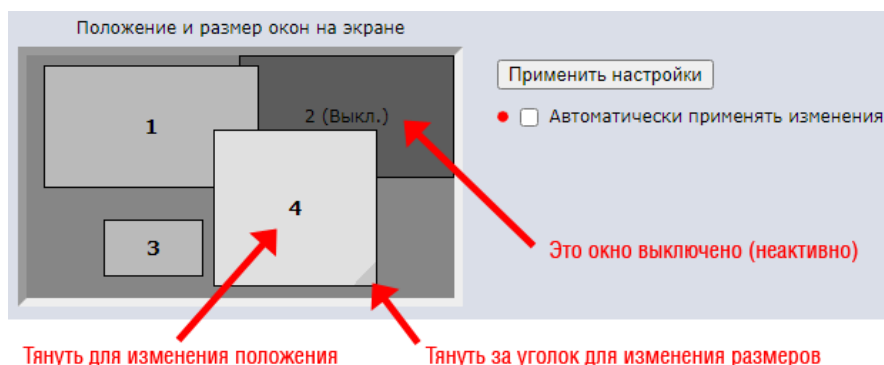 Положение и размер окон на экране
Применить настройки
1
2 (Выкл.)
Автоматически применять изменения
4
3
Это окно выключено (неактивно)
Тянуть для изменения положения
Тянуть за уголок для изменения размеров